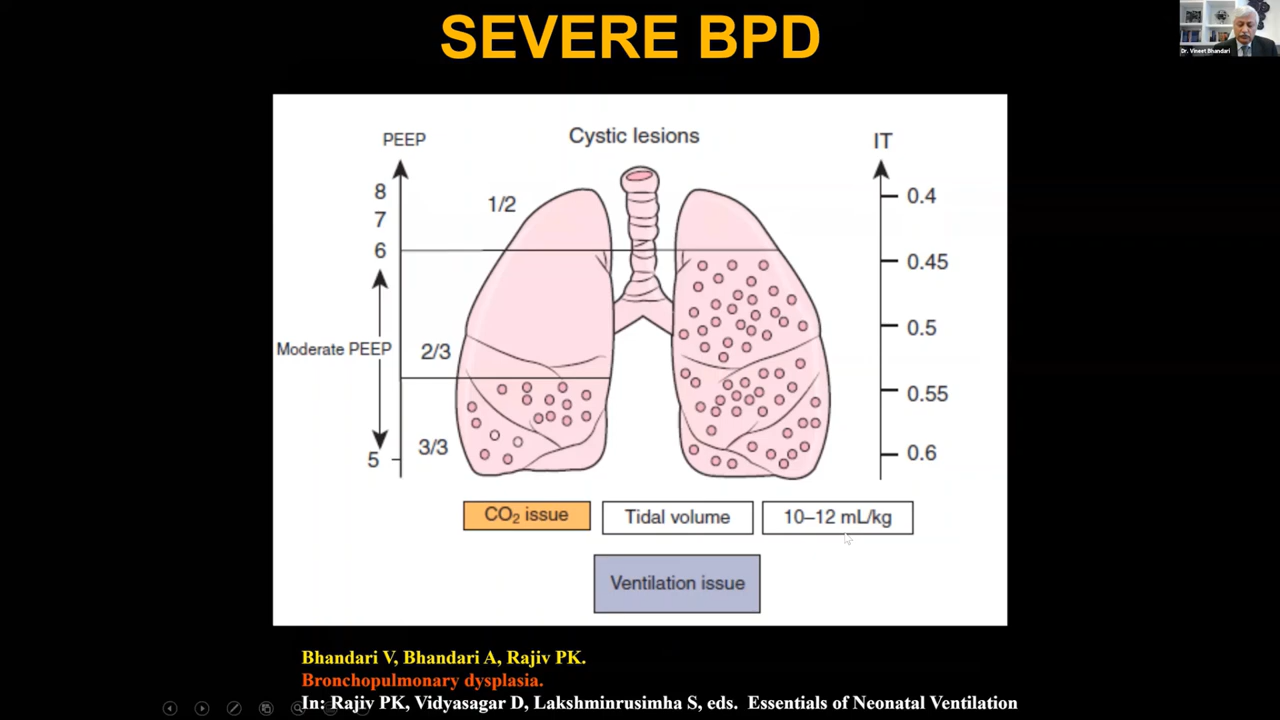 SEVERE BPD
Dr. Vineet Bhandari
PEEP
Cystic lesions
IT
8
1/2
0.4
7
6
0.45
0.5
Moderate PEEP
2/3
0.55
3/3
5
0.6
CO₂ issue
Tidal volume
10–12 mL/kg
Ventilation issue
Bhandari V, Bhandari A, Rajiv PK.
Bronchopulmonary dysplasia.
In: Rajiv PK, Vidyasagar D, Lakshminrusimha S, eds. Essentials of Neonatal Ventilation